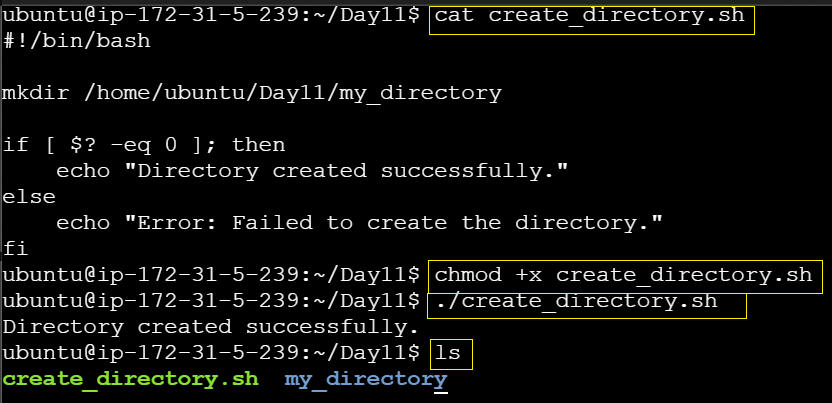 ubuntu@ip-172-31-5-239:~/Day11$ cat create_directory.sh
#!/bin/bash
mkdir /home/ubuntu/Day11/my_directory
if [ $? -eq 0 ]; then
    echo "Directory created successfully."
else
    echo "Error: Failed to create the directory."
fi
ubuntu@ip-172-31-5-239:~/Day11$ chmod +x create_directory.sh
ubuntu@ip-172-31-5-239:~/Day11$ ./create_directory.sh
Directory created successfully.
ubuntu@ip-172-31-5-239:~/Day11$ ls
create_directory.sh  my_directory